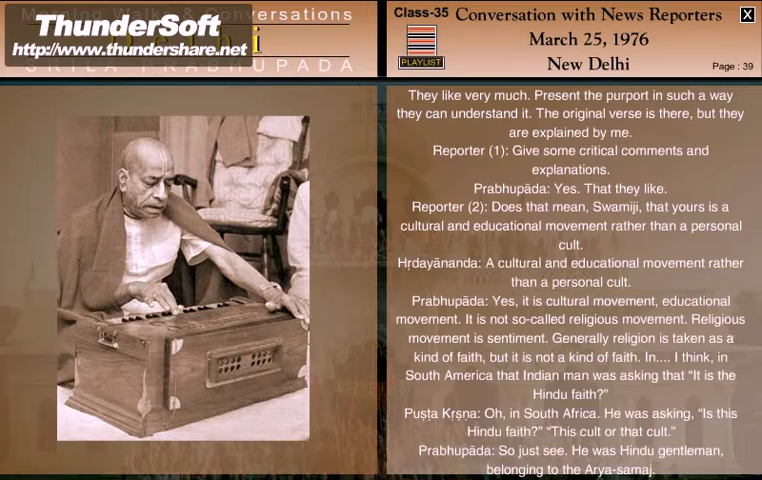 Morning Walks & Conversations
ThunderSoft
http://www.thundershare.net
SRILA PRABHUPADA
Class-35
PLAYLIST
Conversation with News Reporters
March 25, 1976
New Delhi
X
Page : 39
They like very much. Present the purport in such a way
they can understand it. The original verse is there, but they
are explained by me.
Reporter (1): Give some critical comments and
explanations.
Prabhupāda: Yes. That they like.
Reporter (2): Does that mean, Swamiji, that yours is a
cultural and educational movement rather than a personal
cult.
Hṛdayānanda: A cultural and educational movement rather
than a personal cult.
Prabhupāda: Yes, it is cultural movement, educational
movement. It is not so-called religious movement. Religious
movement is sentiment. Generally religion is taken as a
kind of faith, but it is not a kind of faith. In.... I think, in
South America that Indian man was asking that “It is the
Hindu faith?”
Puṣṭa Kṛṣṇa: Oh, in South Africa. He was asking, “Is this
Hindu faith?” “This cult or that cult.”
Prabhupāda: So just see. He was Hindu gentleman,
belonging to the Arya-samaj.